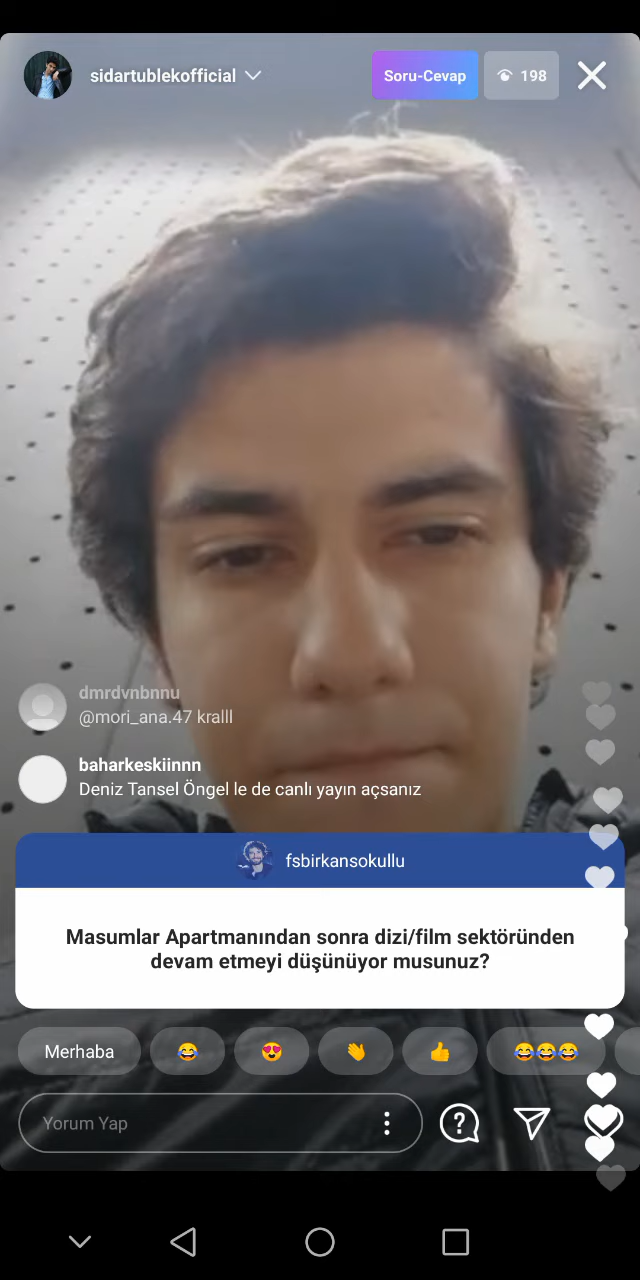 sidartublekofficial
Soru-Cevap
198
dmrdvnbnnu
@mori_ana.47 kralll
baharkeskiinnn
Deniz Tansel Öngel le de canlı yayın açsanız
fsbirkansokullu
Masumlar Apartmanından sonra dizi/film sektöründen
devam etmeyi düşünüyor musunuz?
Merhaba 😂 😍 👋 👍 😂😂😂
Yorum Yap